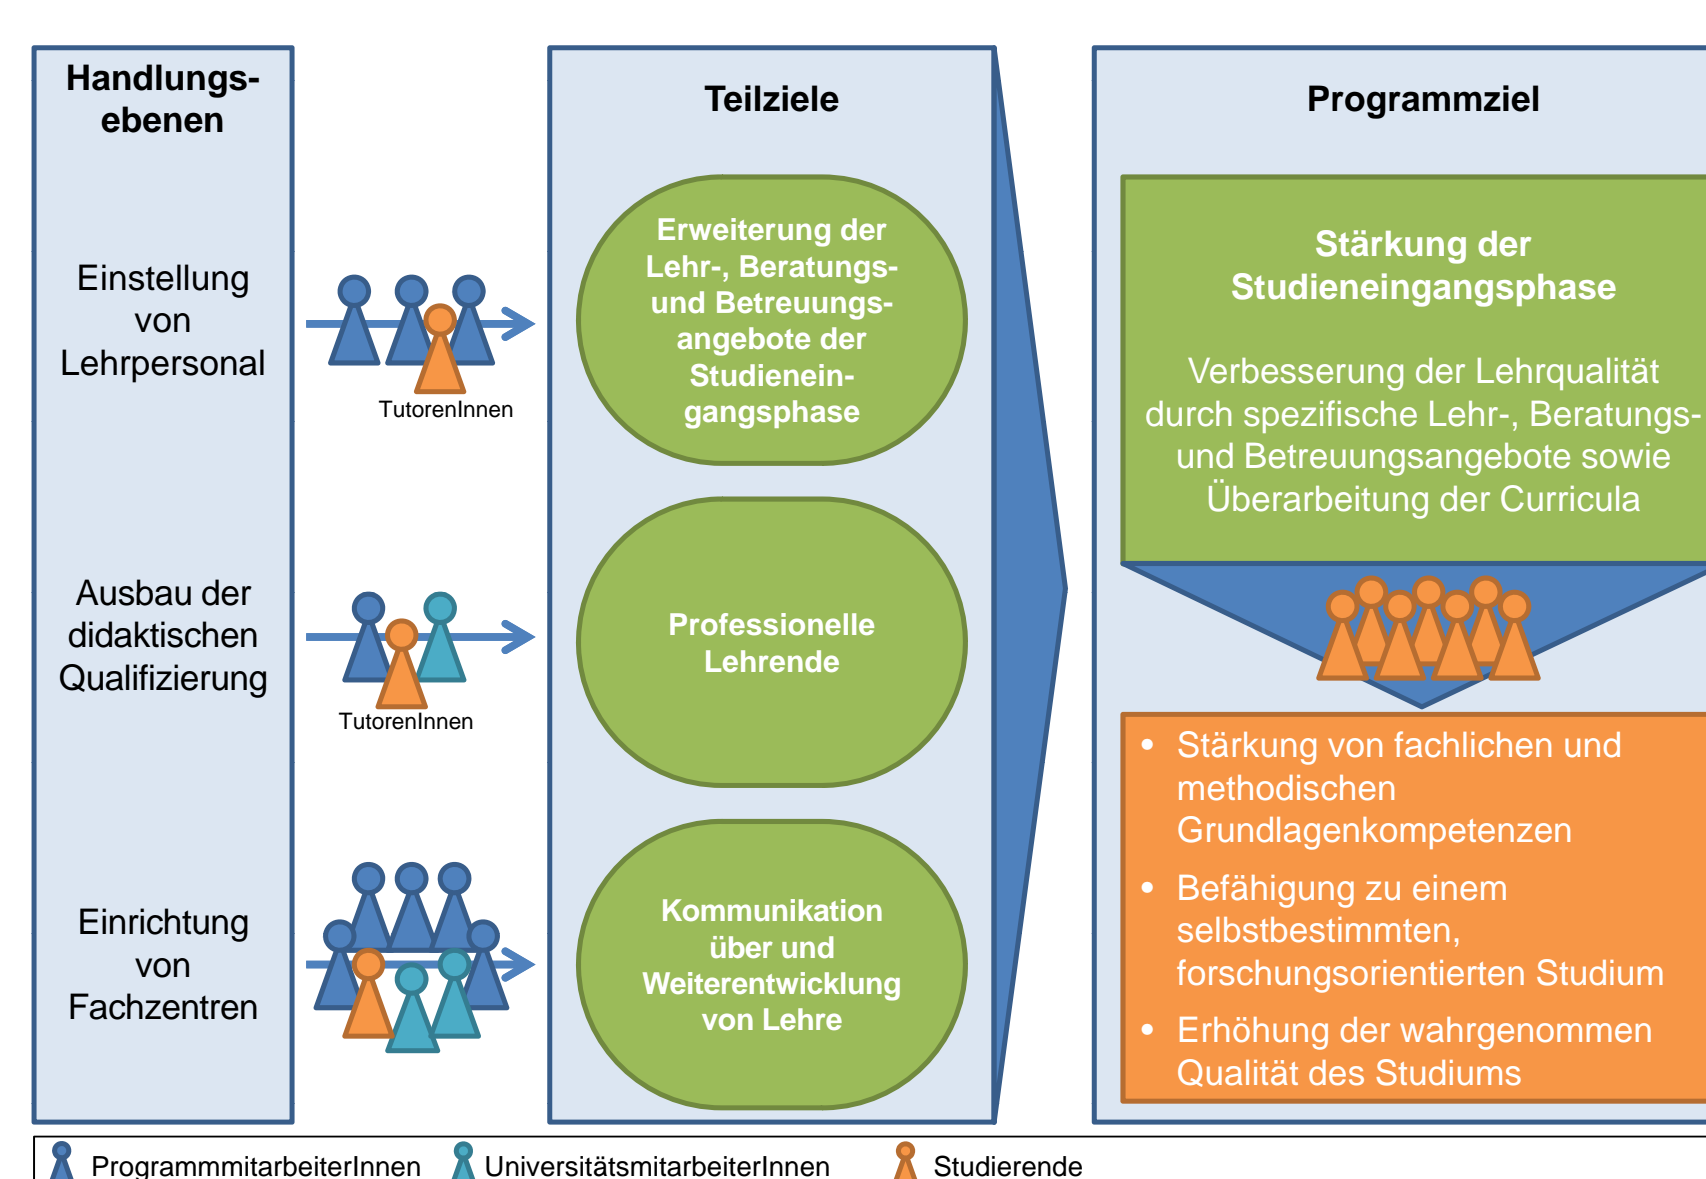 Handlungs-
ebenen
Einstellung
von
Lehrpersonal
TutorenInnen
Ausbau der
didaktischen
Qualifizierung
TutorenInnen
Einrichtung
von
Fachzentren
Teilziele
Erweiterung der
Lehr-, Beratungs-
und Betreuungs-
angebote der
Studienein-
gangsphase
Professionelle
Lehrende
Kommunikation
über und
Weiterentwicklung
von Lehre
Programmziel
Stärkung der
Studieneingangsphase
Verbesserung der Lehrqualität
durch spezifische Lehr-, Beratungs-
und Betreuungsangebote sowie
Überarbeitung der Curricula
• Stärkung von fachlichen und
methodischen
Grundlagenkompetenzen
• Befähigung zu einem
selbstbestimmten,
forschungsorientierten Studium
• Erhöhung der wahrgenommen
Qualität des Studiums
ProgrammmitarbeiterInnen UniversitätsmitarbeiterInnen Studierende